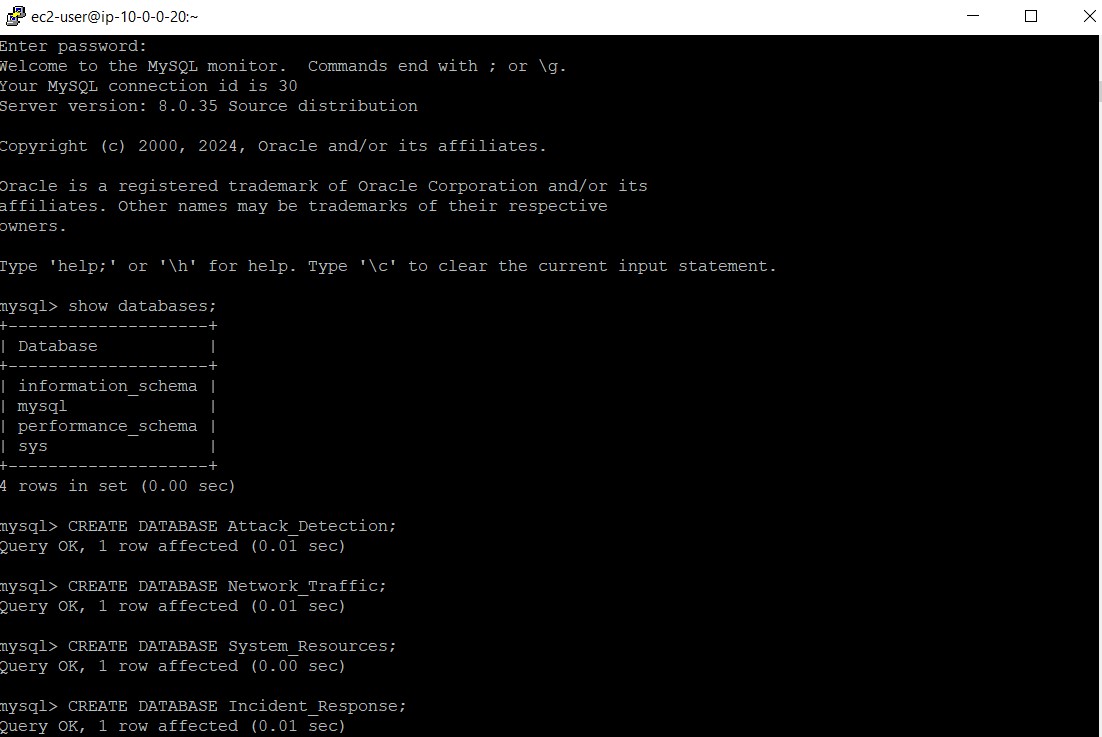 ec2-user@ip-10-0-0-20:~
Enter password:
Welcome to the MySQL monitor.  Commands end with ; or \g.
Your MySQL connection id is 30
Server version: 8.0.35 Source distribution

Copyright (c) 2000, 2024, Oracle and/or its affiliates.

Oracle is a registered trademark of Oracle Corporation and/or its
affiliates. Other names may be trademarks of their respective
owners.

Type 'help;' or '\h' for help. Type '\c' to clear the current input statement.

mysql> show databases;
+--------------------+
| Database           |
+--------------------+
| information_schema |
| mysql              |
| performance_schema |
| sys                |
+--------------------+
4 rows in set (0.00 sec)

mysql> CREATE DATABASE Attack_Detection;
Query OK, 1 row affected (0.01 sec)

mysql> CREATE DATABASE Network_Traffic;
Query OK, 1 row affected (0.01 sec)

mysql> CREATE DATABASE System_Resources;
Query OK, 1 row affected (0.00 sec)

mysql> CREATE DATABASE Incident_Response;
Query OK, 1 row affected (0.01 sec)